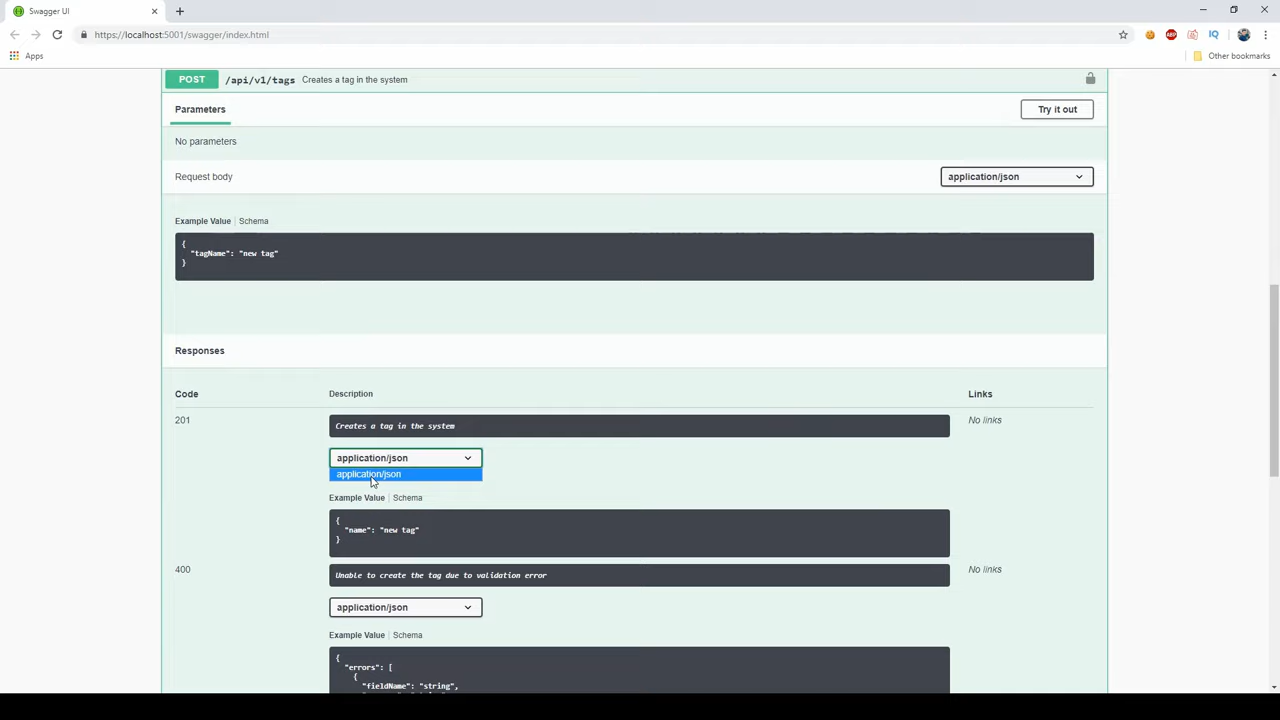 Swagger UI
https://localhost:5001/swagger/index.html
Apps
Other bookmarks
POST /api/v1/tags Creates a tag in the system
Parameters
Try it out
No parameters
Request body
application/json
Example Value | Schema
{
"tagName": "new tag"
}
Responses
Code Description Links
201 Creates a tag in the system No links
application/json
application/json
Example Value | Schema
{
"name": "new tag"
}
400 Unable to create the tag due to validation error No links
application/json
Example Value | Schema
{
"errors": [
{
"fieldName": "string",